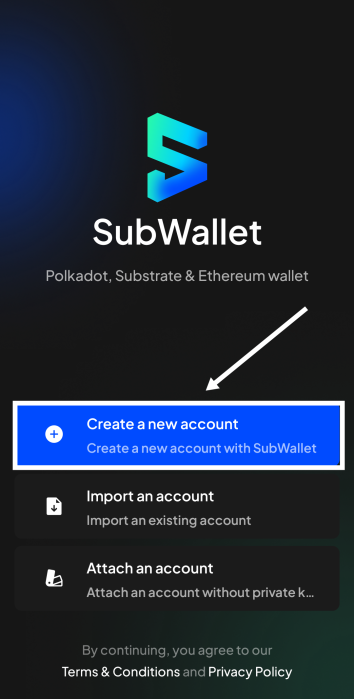 SubWallet
Polkadot, Substrate & Ethereum wallet
Create a new account
Create a new account with SubWallet
Import an account
Import an existing account
Attach an account
Attach an account without private k...
By continuing, you agree to our
Terms & Conditions and Privacy Policy